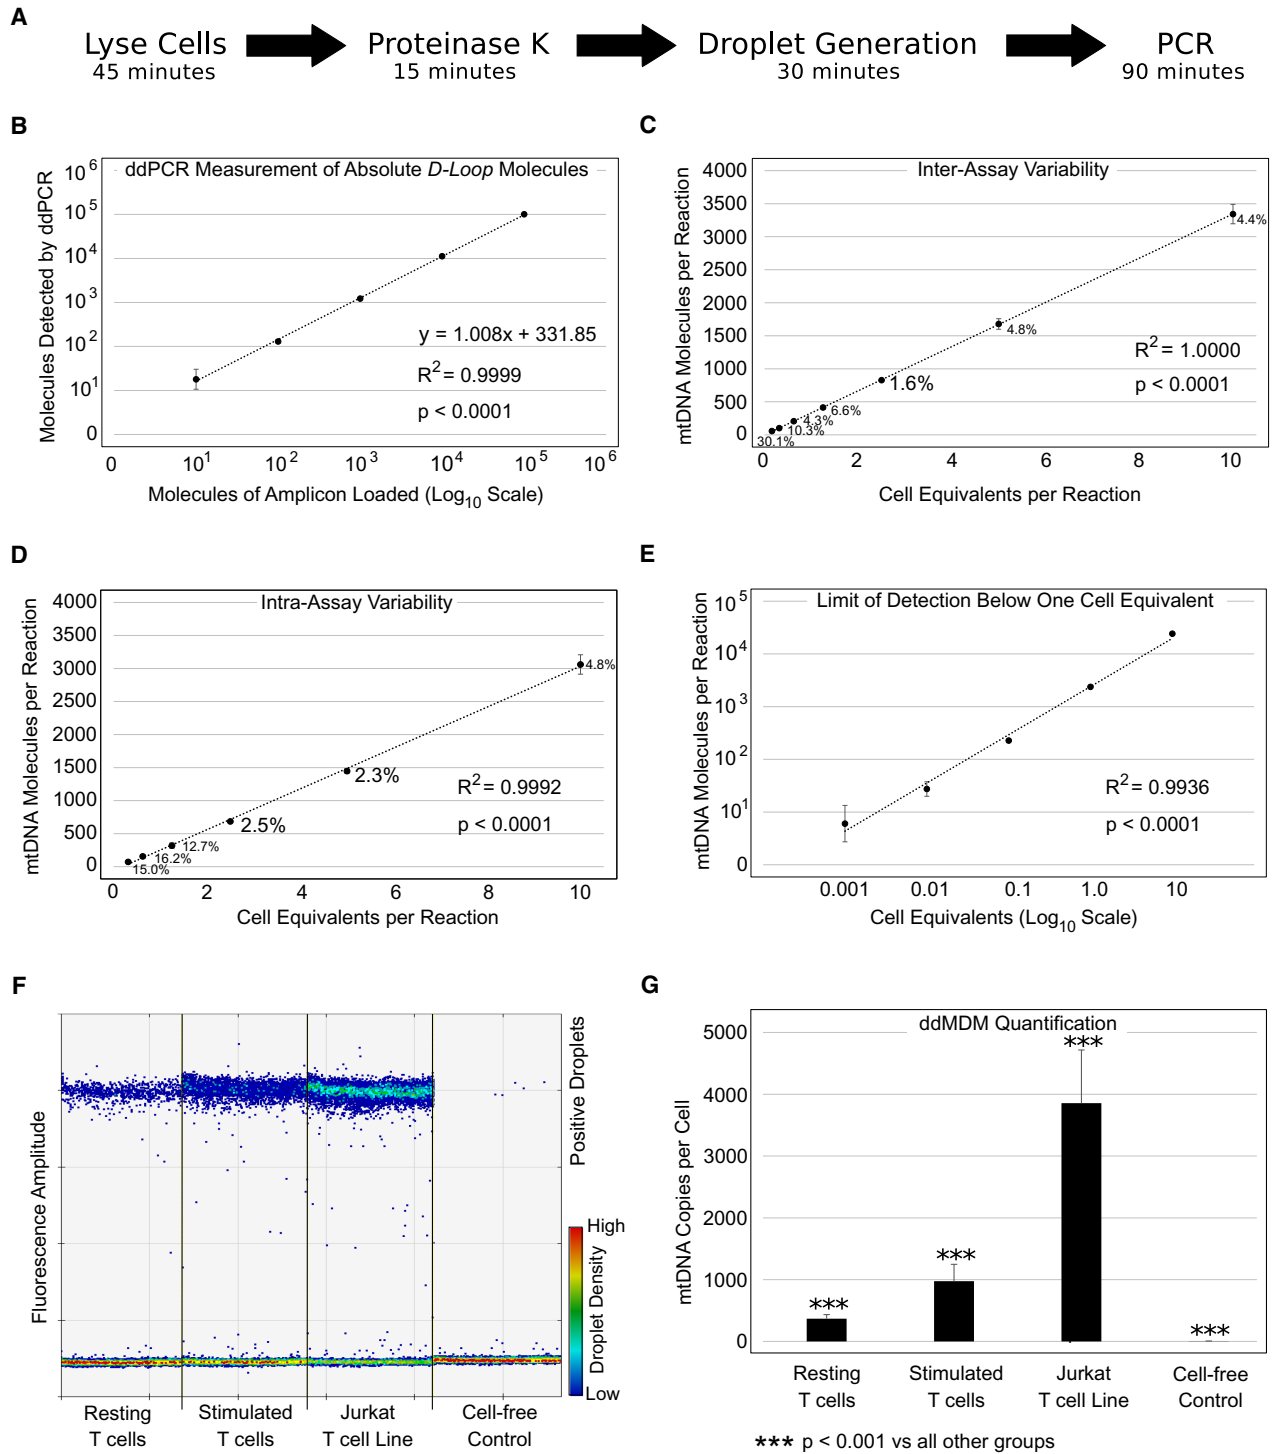 A
Lyse Cells
45 minutes
Proteinase K
15 minutes
Droplet Generation
30 minutes
PCR
90 minutes
B
ddPCR Measurement of Absolute D-Loop Molecules
Molecules Detected by ddPCR
10^6
10^5
10^4
10^3
10^2
10^1
0
y = 1.008x + 331.85
R^2 = 0.9999
p < 0.0001
0 10^1 10^2 10^3 10^4 10^5 10^6
Molecules of Amplicon Loaded (Log10 Scale)
C
Inter-Assay Variability
mtDNA Molecules per Reaction
4000
3500
3000
2500
2000
1500
1000
500
0
4.4%
4.8%
1.6%
6.6%
4.3%
10.3%
30.1%
R^2 = 1.0000
p < 0.0001
0 2 4 6 8 10
Cell Equivalents per Reaction
D
Intra-Assay Variability
mtDNA Molecules per Reaction
4000
3500
3000
2500
2000
1500
1000
500
0
4.8%
2.3%
2.5%
12.7%
16.2%
15.0%
R^2 = 0.9992
p < 0.0001
0 2 4 6 8 10
Cell Equivalents per Reaction
E
Limit of Detection Below One Cell Equivalent
mtDNA Molecules per Reaction
10^5
10^4
10^3
10^2
10^1
0
R^2 = 0.9936
p < 0.0001
0.001 0.01 0.1 1.0 10
Cell Equivalents (Log10 Scale)
F
Fluorescence Amplitude
Positive Droplets
High
Droplet Density
Low
Resting
T cells
Stimulated
T cells
Jurkat
T cell Line
Cell-free
Control
G
ddMDM Quantification
mtDNA Copies per Cell
5000
4000
3000
2000
1000
0
***
***
***
***
Resting
T cells
Stimulated
T cells
Jurkat
T cell Line
Cell-free
Control
*** p < 0.001 vs all other groups